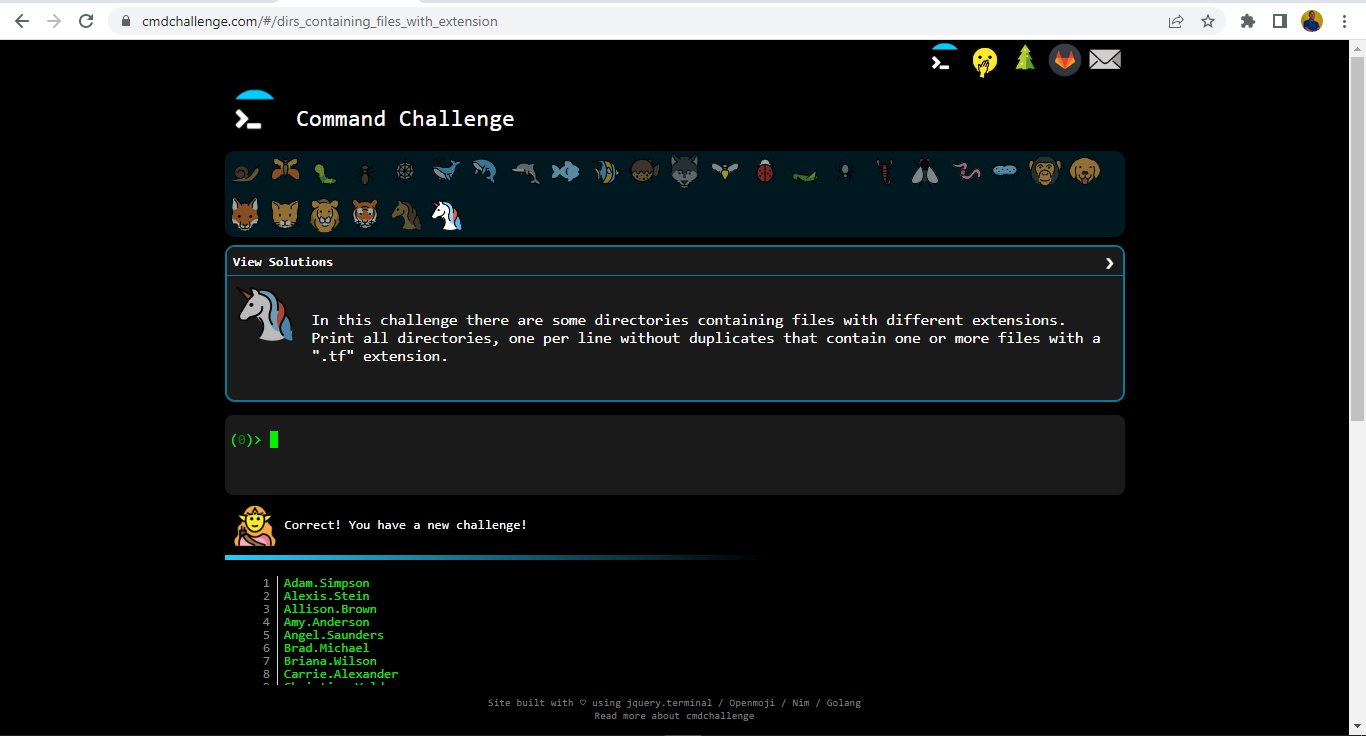 cmdchallenge.com/#/dirs_containing_files_with_extension
Command Challenge
View Solutions
In this challenge there are some directories containing files with different extensions.
Print all directories, one per line without duplicates that contain one or more files with a
".tf" extension.
(0)>
Correct! You have a new challenge!
1 Adam.Simpson
2 Alexis.Stein
3 Allison.Brown
4 Amy.Anderson
5 Angel.Saunders
6 Brad.Michael
7 Briana.Wilson
8 Carrie.Alexander
Site built with ♡ using jquery.terminal / Openmoji / Nim / Golang
Read more about cmdchallenge